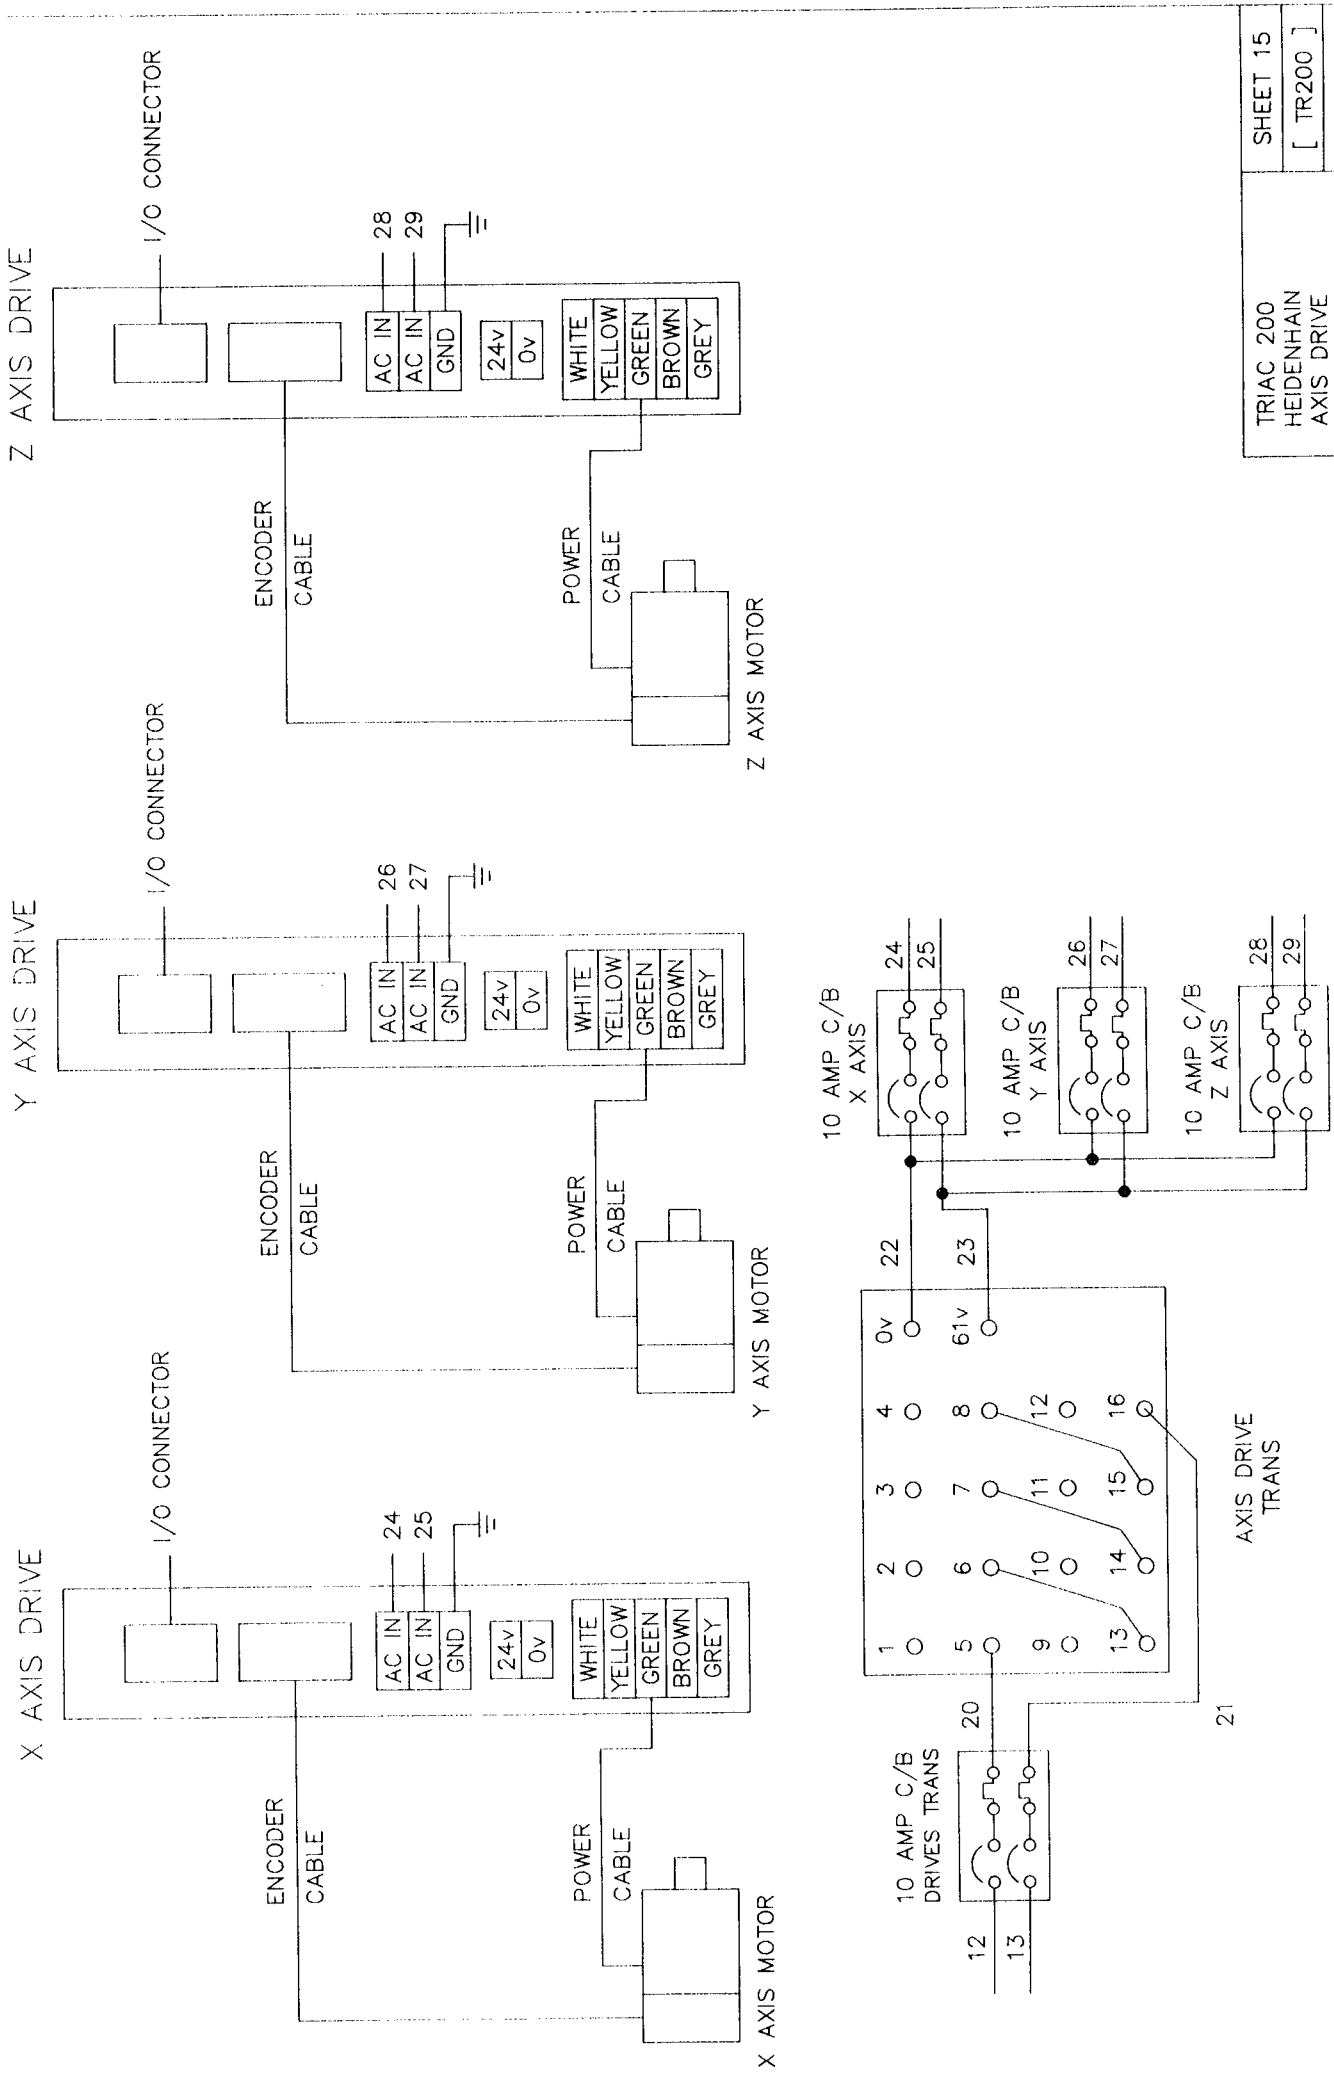 X AXIS DRIVE
I/O CONNECTOR
ENCODER
CABLE
AC IN
24
AC IN
25
GND
24v
0v
WHITE
YELLOW
GREEN
BROWN
GREY
POWER
CABLE
X AXIS MOTOR
Y AXIS DRIVE
I/O CONNECTOR
ENCODER
CABLE
AC IN
26
AC IN
27
GND
24v
0v
WHITE
YELLOW
GREEN
BROWN
GREY
POWER
CABLE
Y AXIS MOTOR
Z AXIS DRIVE
I/O CONNECTOR
ENCODER
CABLE
AC IN
28
AC IN
29
GND
24v
0v
WHITE
YELLOW
GREEN
BROWN
GREY
POWER
CABLE
Z AXIS MOTOR
10 AMP C/B
DRIVES TRANS
12
13
20
21
1 2 3 4 0v
5 6 7 8 61v
9 10 11 12
13 14 15 16
AXIS DRIVE
TRANS
22
23
10 AMP C/B
X AXIS
24
25
10 AMP C/B
Y AXIS
26
27
10 AMP C/B
Z AXIS
28
29
TRIAC 200
HEIDENHAIN
AXIS DRIVE
SHEET 15
[ TR200 ]